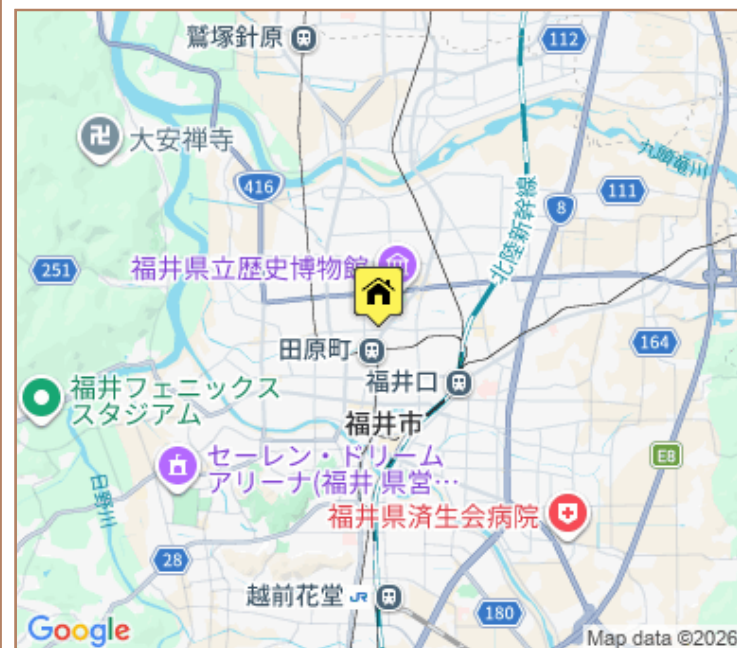 鷲塚針原
112
大安禅寺
九頭竜川
416
111
8
北陸新幹線
251
福井県立歴史博物館
田原町
164
福井口
福井フェニックス
スタジアム
福井市
セーレン・ドリーム
アリーナ(福井 県営…
E8
日野川
福井県済生会病院
28
越前花堂 JR
180
Google
Map data ©2026